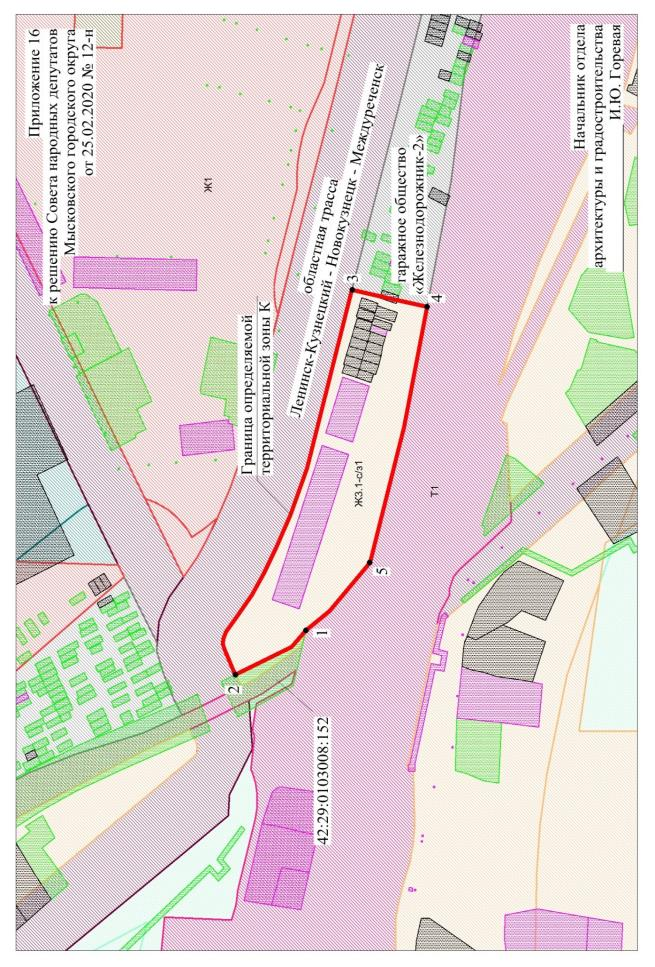 Приложение 16
к решению Совета народных депутатов
Мысковского городского округа
от 25.02.2020 № 12-н
Ж1
областная трасса
Ленинск-Кузнецкий - Новокузнецк - Междуреченск
Граница определяемой
территориальной зоны К
гаражное общество
«Железнодорожник-2»
3
4
Ж3.1-с/з1
Т1
5
1
2
42:29:0103008:152
Начальник отдела
архитектуры и градостроительства
И.Ю. Горевая